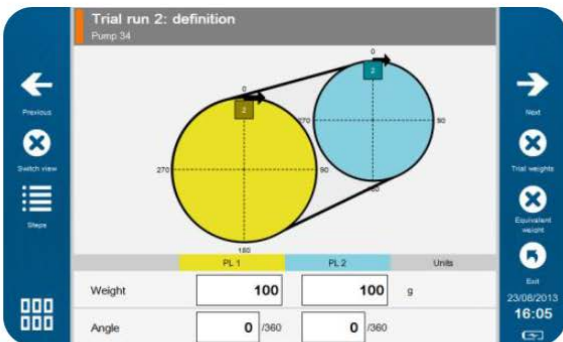 Trial run 2: definition
Pump 34
Previous
Switch view
Steps
0
2
270
90
180
0
2
270
90
180
Next
Trial weights
Equivalent weight
Exit
23/08/2013
16:05
PL 1 PL 2 Units
Weight 100 100 g
Angle 0 /360 0 /360